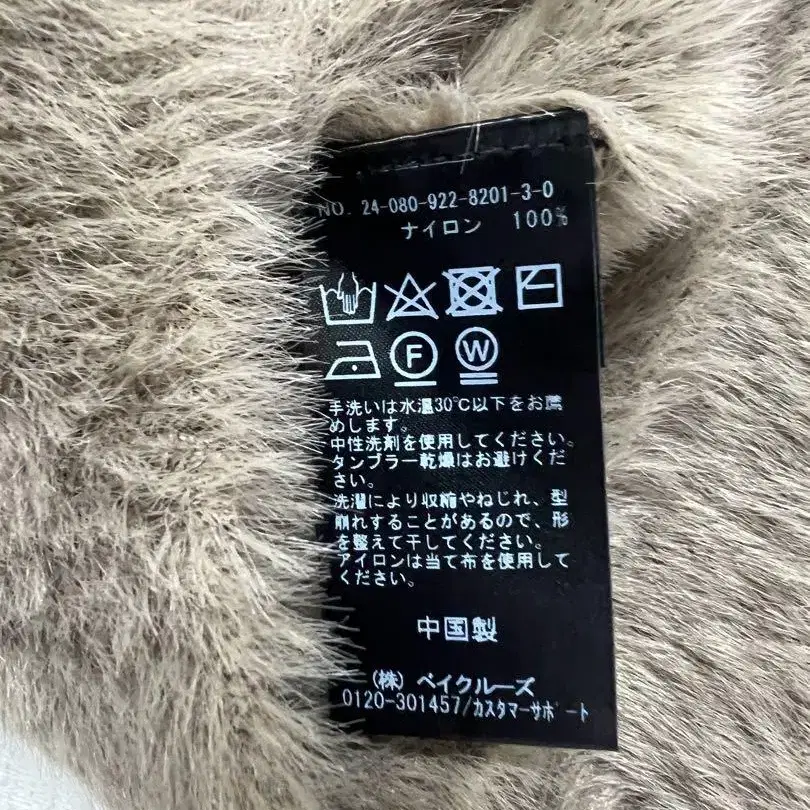 NO. 24-080-922-8201-3-0
ナイロン 100%
F W
手洗いは水温30℃以下をお薦
めします。
中性洗剤を使用してください。
タンブラー乾燥はお避けくだ
さい。
洗濯により収縮やねじれ、型
崩れすることがあるので、形
を整えて干してください。
アイロンは当て布を使用して
ください。
中国製
(株) ベイクルーズ
0120-301457/カスタマーサポート